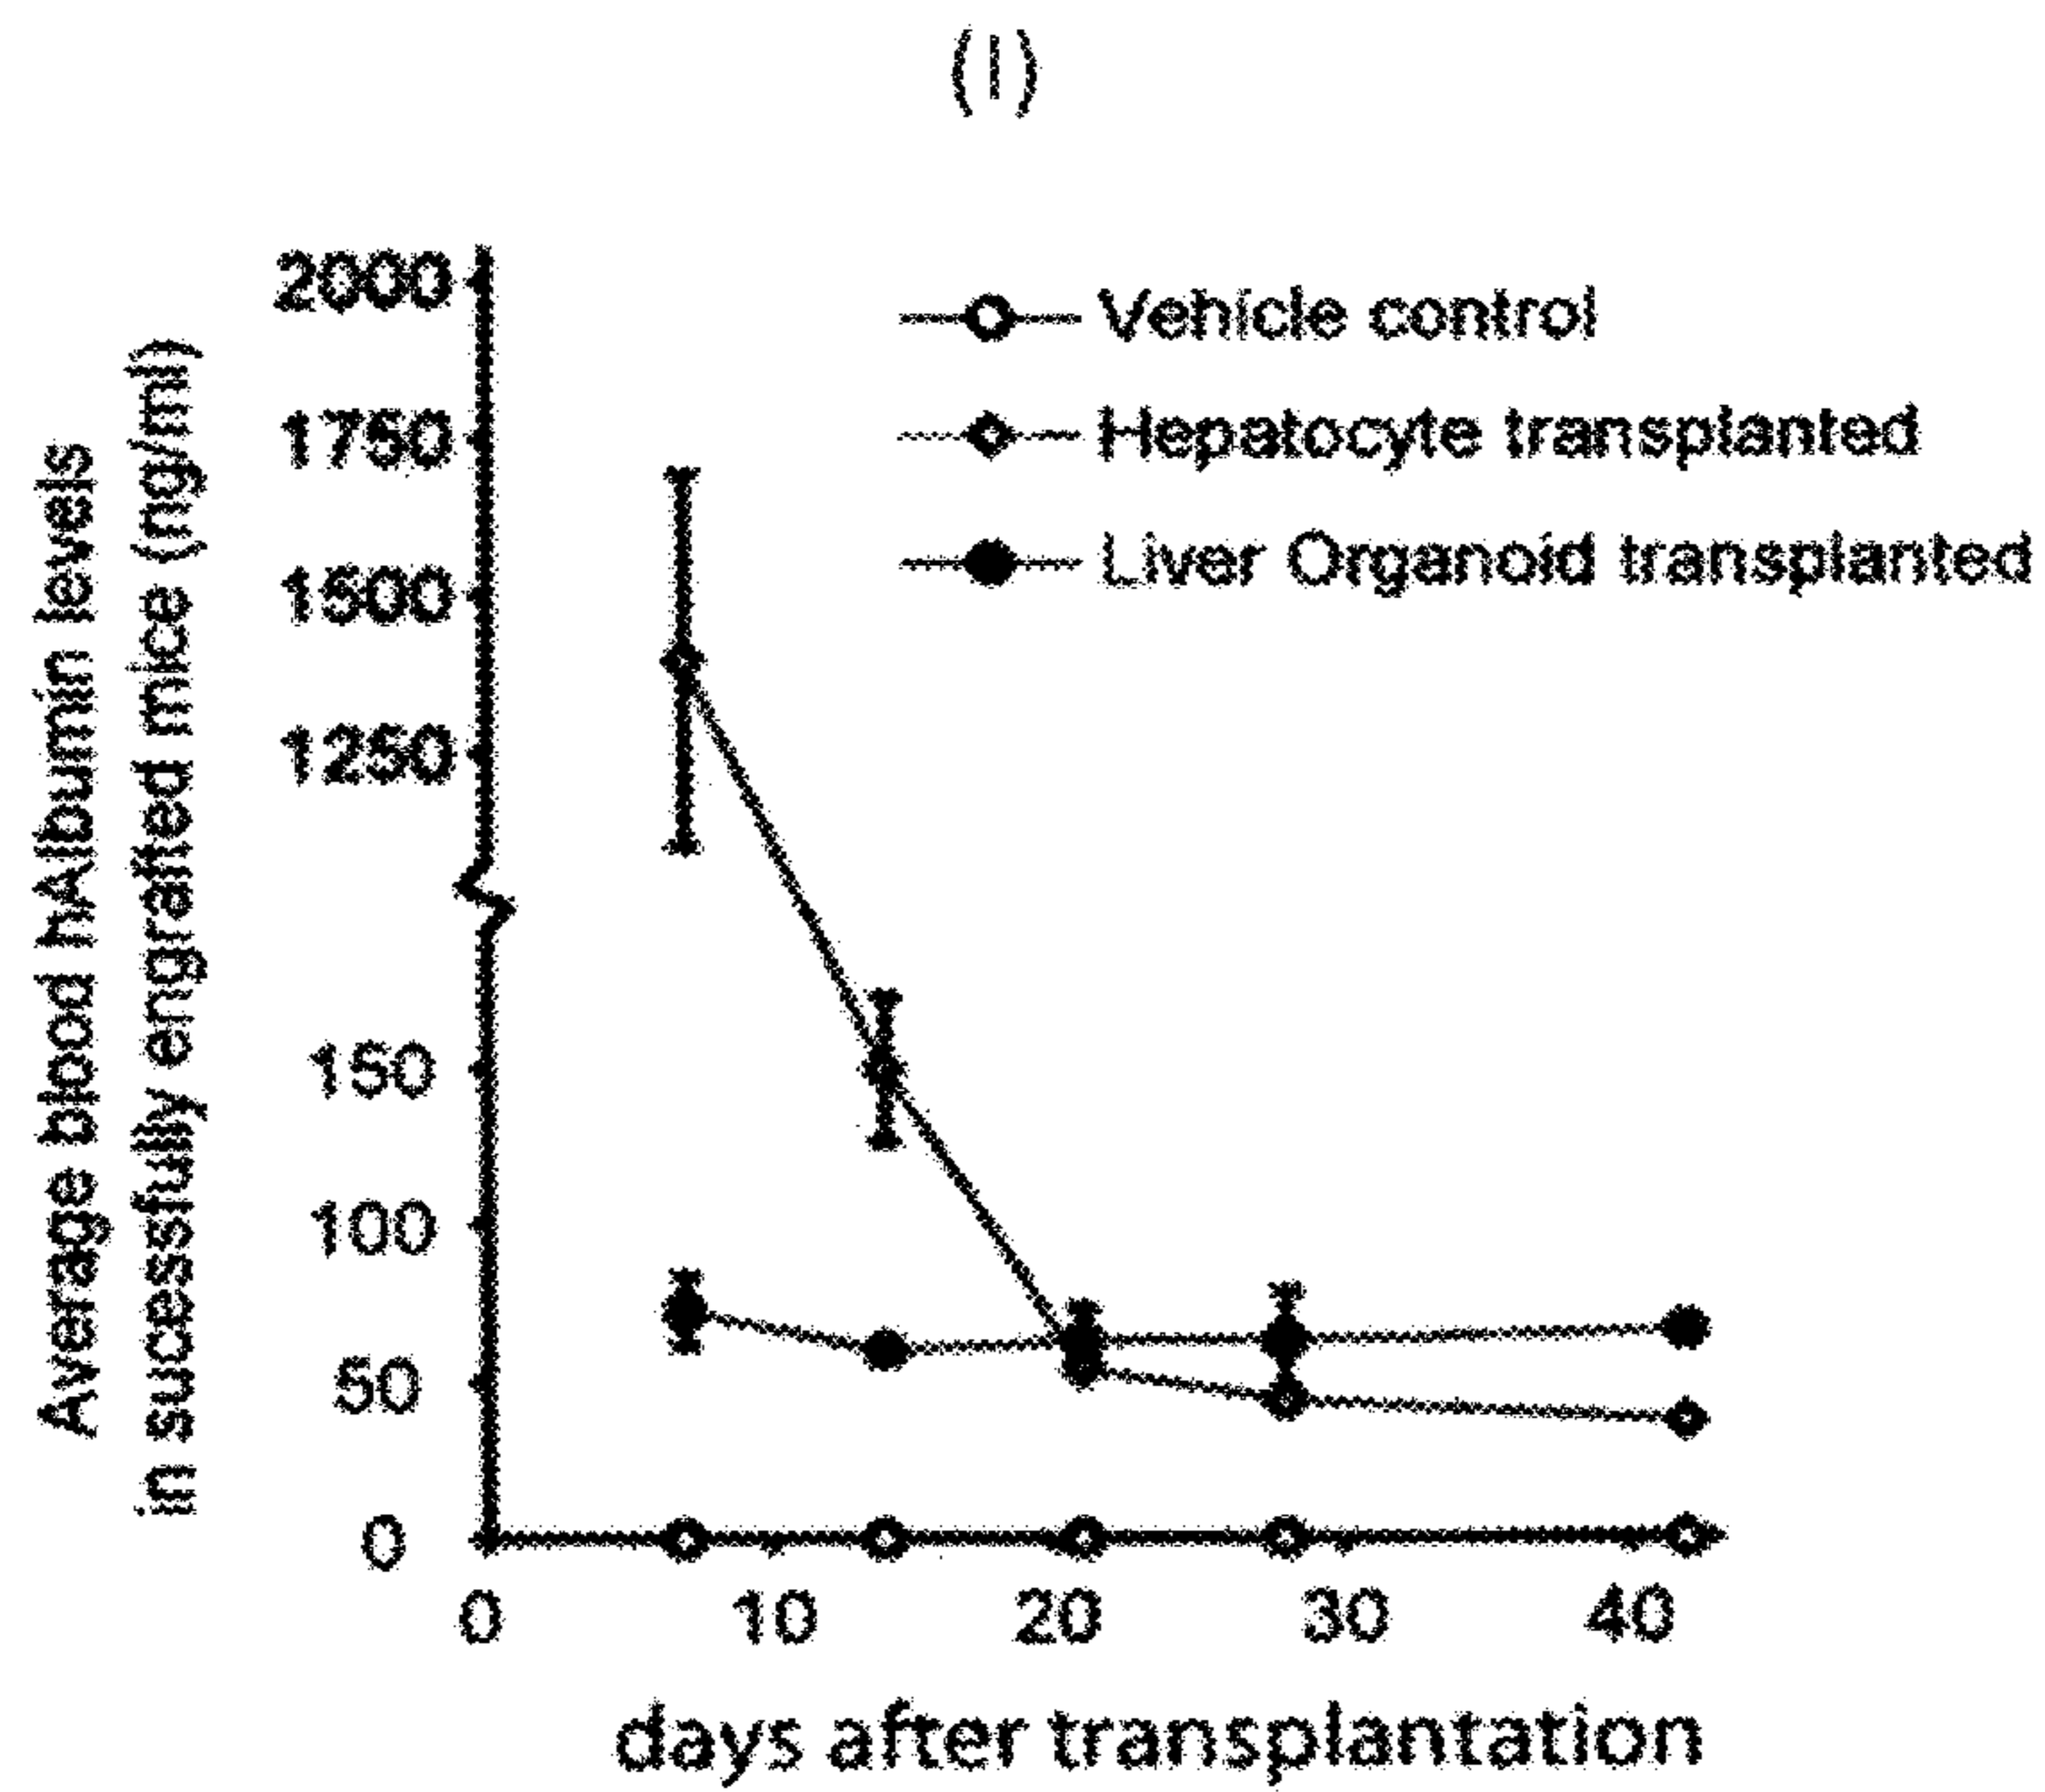 (I)
2000
1750
1500
1250
150
100
50
0
Vehicle control
Hepatocyte transplanted
Liver Organoid transplanted
Average blood hAlbumin levels
in sucessfully engrafted mice (ng/ml)
0 10 20 30 40
days after transplantation